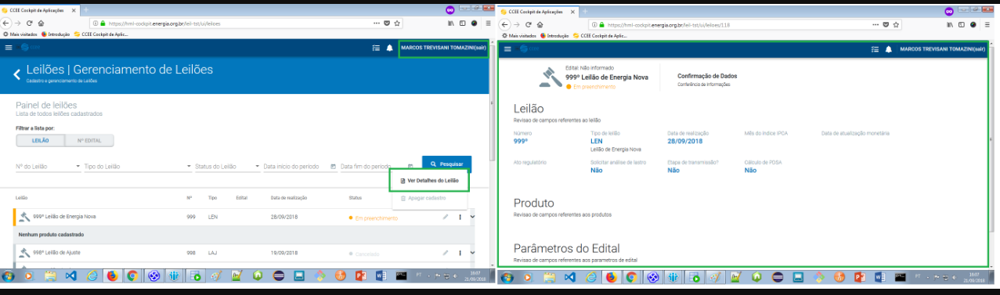 CCEE Cockpit de Aplicações
https://hml-cockpit.energia.org.br/lei-tst/ui/leiloes
Mais visitados Introdução CCEE Cockpit de Aplic...
MARCOS TREVISANI TOMAZINI(sair)
Leilões | Gerenciamento de Leilões
Cadastro e gerenciamento de Leilões
Painel de leilões
Lista de todos leilões cadastrados
Filtrar a lista por:
LEILÃO Nº EDITAL
Nº do Leilão Tipo do Leilão Status do Leilão Data início do período Data fim do período Pesquisar
Ver Detalhes do Leilão
Apagar cadastro
Leilão Nº Tipo Edital Data de realização Status
999º Leilão de Energia Nova 999 LEN 28/09/2018 Em preenchimento
Nenhum produto cadastrado
998º Leilão de Ajuste 998 LAJ 19/09/2018 Cancelado
PT 16:07
21/09/2018
CCEE Cockpit de Aplicações
https://hml-cockpit.energia.org.br/lei-tst/ui/leiloes/118
Mais visitados Introdução CCEE Cockpit de Aplic...
MARCOS TREVISANI TOMAZINI(sair)
Edital: Não informado
999º Leilão de Energia Nova
Em preenchimento
Confirmação de Dados
Conferência de informações
Leilão
Revisao de campos referentes ao leilão
Número Tipo de leilão Data de realização Mês do índice IPCA Data de atualização monetária
999º LEN 28/09/2018
Leilão de Energia Nova
Ato regulatório Solicitar análise de lastro Etapa de transmissão? Cálculo de FDSA
Não Não Não
Produto
Revisao de campos referentes aos produtos
Parâmetros do Edital
Revisao de campos referentes aos parametros de edital
PT 16:07
21/09/2018